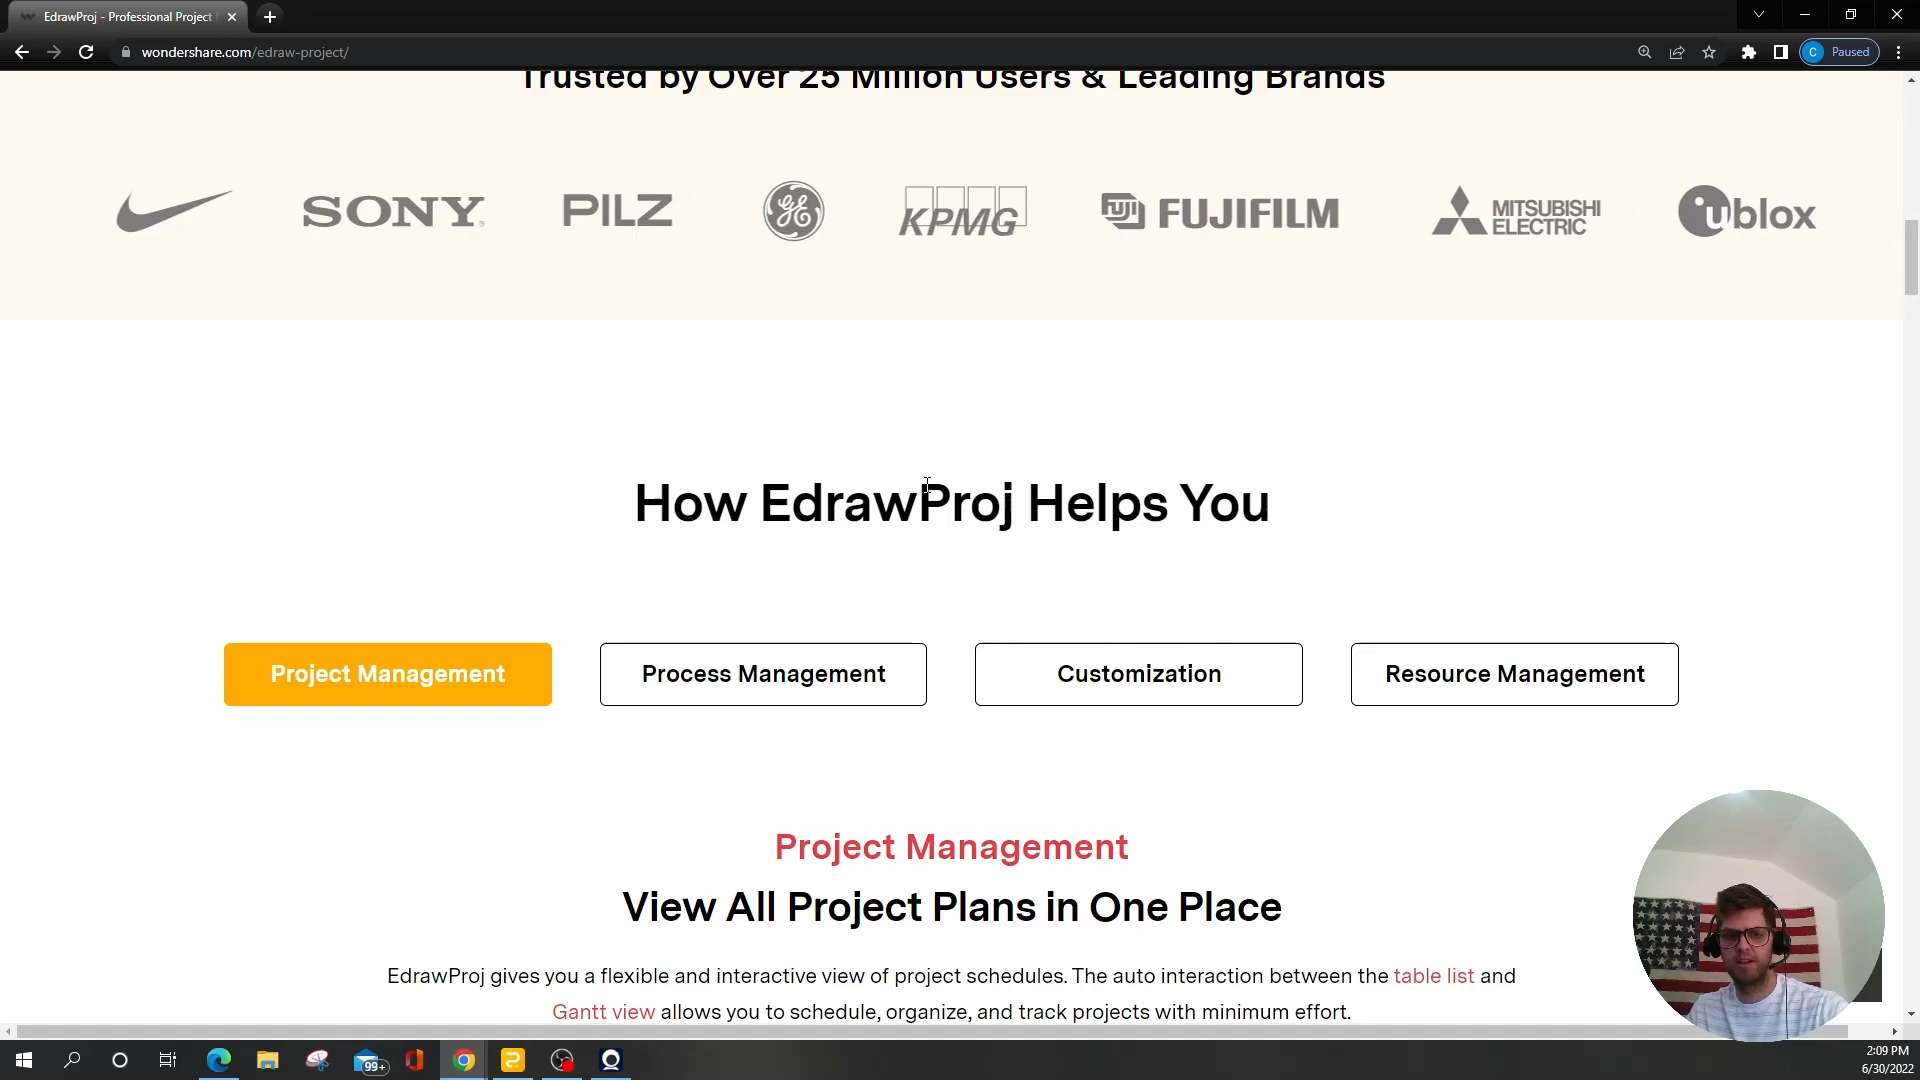 EdrawProj - Professional Project
wondershare.com/edraw-project/
C Paused
Trusted by Over 25 Million Users & Leading Brands
SONY
PILZ
GE
KPMG
FUJI FUJIFILM
MITSUBISHI
ELECTRIC
ublox
How EdrawProj Helps You
Project Management
Process Management
Customization
Resource Management
Project Management
View All Project Plans in One Place
EdrawProj gives you a flexible and interactive view of project schedules. The auto interaction between the table list and
Gantt view allows you to schedule, organize, and track projects with minimum effort.
99+
2:09 PM
6/30/2022